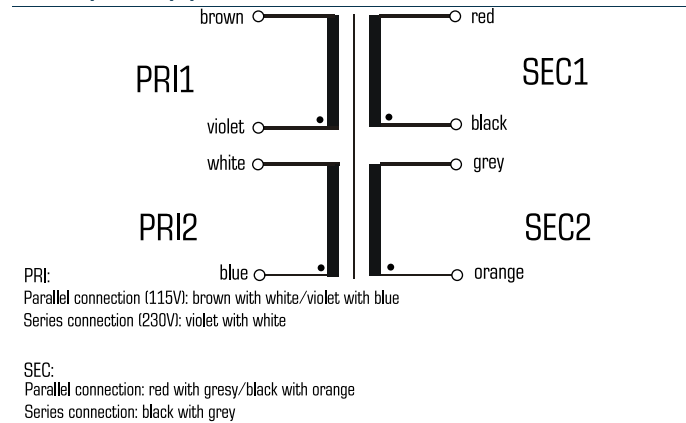 brown
red
PRI1
SEC1
violet
black
white
grey
PRI2
SEC2
blue
orange
PRI:
Parallel connection (115V): brown with white/violet with blue
Series connection (230V): violet with white
SEC:
Parallel connection: red with gresy/black with orange
Series connection: black with grey